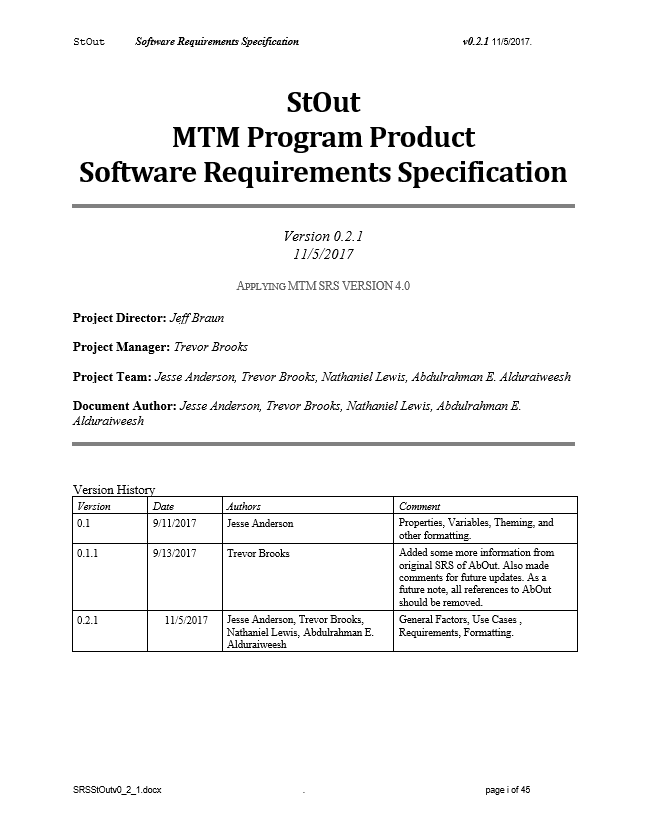 StOut Software Requirements Specification v0.2.1 11/5/2017.
StOut
MTM Program Product
Software Requirements Specification
Version 0.2.1
11/5/2017
APPLYING MTM SRS VERSION 4.0
Project Director: Jeff Braun
Project Manager: Trevor Brooks
Project Team: Jesse Anderson, Trevor Brooks, Nathaniel Lewis, Abdulrahman E. Alduraiweesh
Document Author: Jesse Anderson, Trevor Brooks, Nathaniel Lewis, Abdulrahman E.
Alduraiweesh
Version History
Version Date Authors Comment
0.1 9/11/2017 Jesse Anderson Properties, Variables, Theming, and
other formatting.
0.1.1 9/13/2017 Trevor Brooks Added some more information from
original SRS of AbOut. Also made
comments for future updates. As a
future note, all references to AbOut
should be removed.
0.2.1 11/5/2017 Jesse Anderson, Trevor Brooks, General Factors, Use Cases ,
Nathaniel Lewis, Abdulrahman E. Requirements, Formatting.
Alduraiweesh
SRSStOutv0_2_1.docx . page i of 45